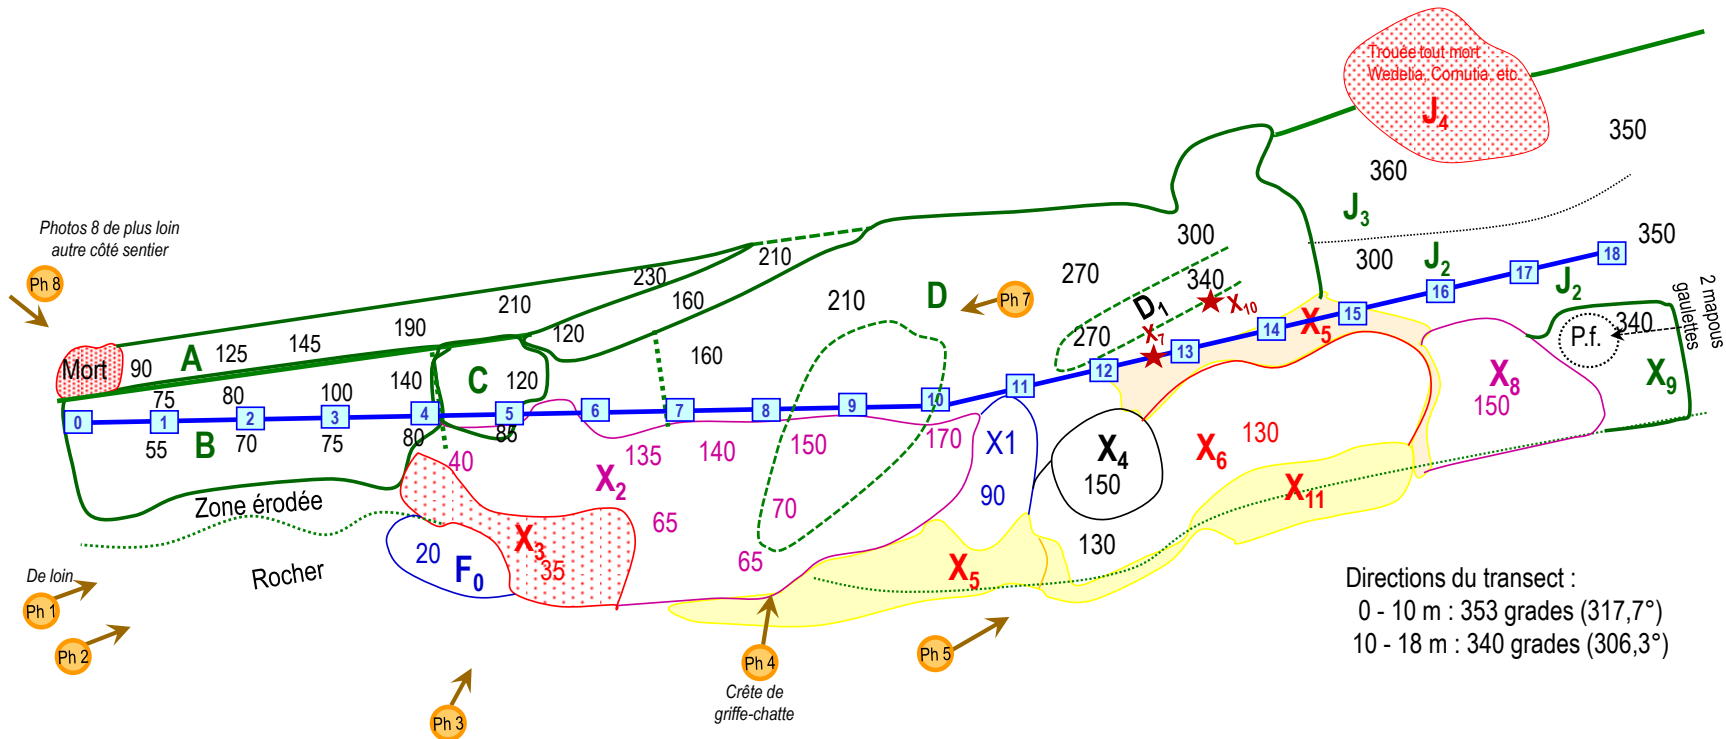 Trouée tout mort
Wedelia, Cornutia, etc.
J4
350
360
J3
Photos 8 de plus loin
autre côté sentier
Ph 8
210
230
210
160
210
D
Ph 7
270
300
340
X10
D1
X7
270
300
J2
350
J2
2 mapous
gaulettes
340
P.f.
X9
Mort
90
A
125
145
190
120
160
75
80
100
140
C
120
0
1
2
3
4
5
6
7
8
9
10
11
12
13
14
15
16
17
18
X5
55
B
70
75
80
86
40
135
140
150
170
X1
X2
X4
150
X6
130
X8
150
Zone érodée
65
70
90
X11
X3
35
20
F0
65
X5
130
Rocher
De loin
Ph 1
Ph 2
Ph 3
Ph 4
Crête de
griffe-chatte
Ph 5
Directions du transect :
0 - 10 m : 353 grades (317,7°)
10 - 18 m : 340 grades (306,3°)